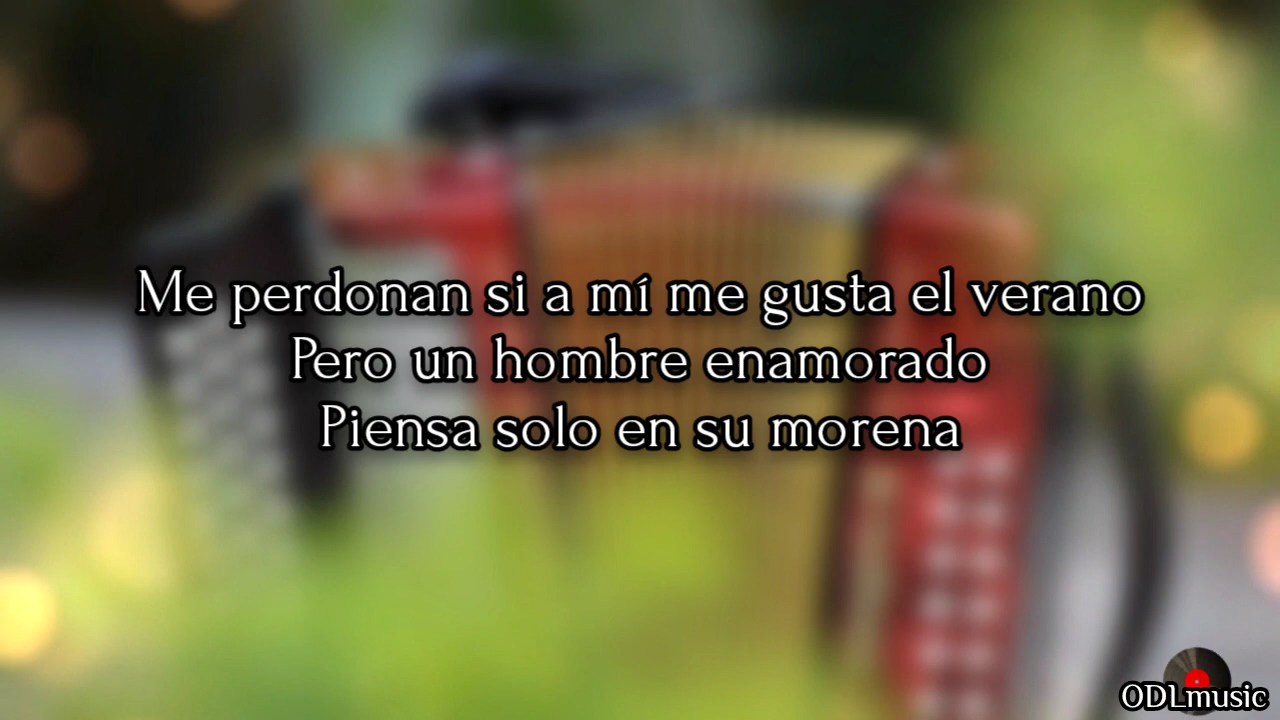 Me perdonan si a mí me gusta el verano
Pero un hombre enamorado
Piensa solo en su morena
ODLmusic